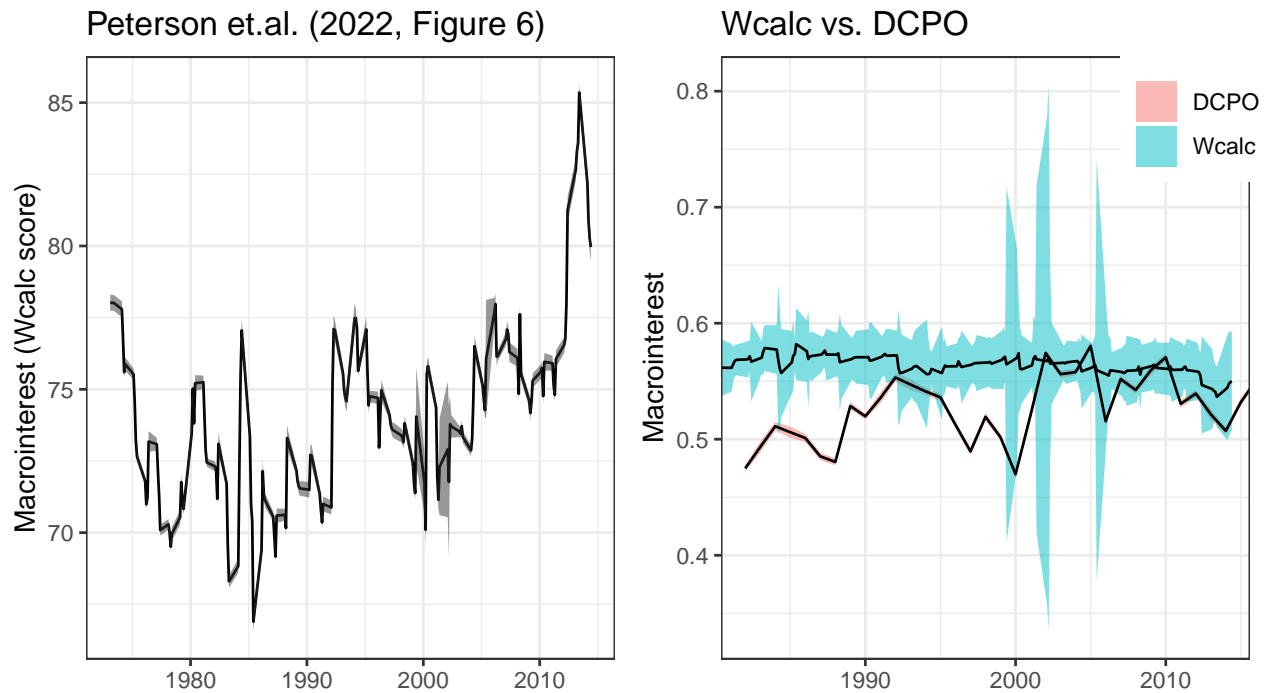 Peterson et.al. (2022, Figure 6)
Macrointerest (Wcalc score)
85
80
75
70
1980
1990
2000
2010
Wcalc vs. DCPO
DCPO
Wcalc
Macrointerest
0.8
0.7
0.6
0.5
0.4
1990
2000
2010